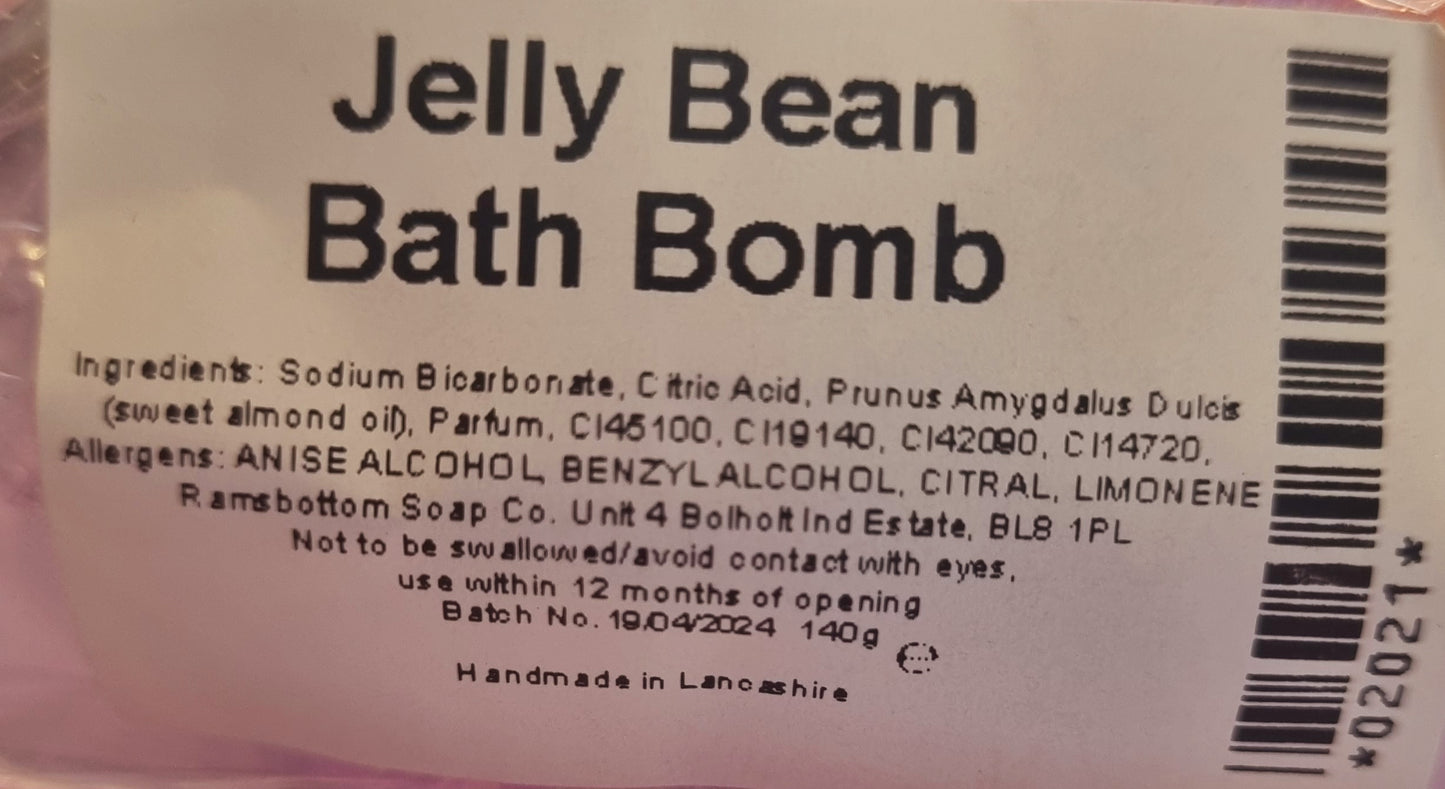 Jelly Bean
Bath Bomb
Ingredients: Sodium Bicarbonate, Citric Acid, Prunus Amygdalus Dulcis
(sweet almond oil), Parfum, CI45100, CI19140, CI42090, CI14720,
Allergens: ANISE ALCOHOL, BENZYL ALCOHOL, CITRAL, LIMONENE
Ramsbottom Soap Co. Unit 4 Bolholt Ind Estate, BL8 1PL
Not to be swallowed/avoid contact with eyes,
use within 12 months of opening
Batch No. 19/04/2024 140g
Handmade in Lancashire
*02021*